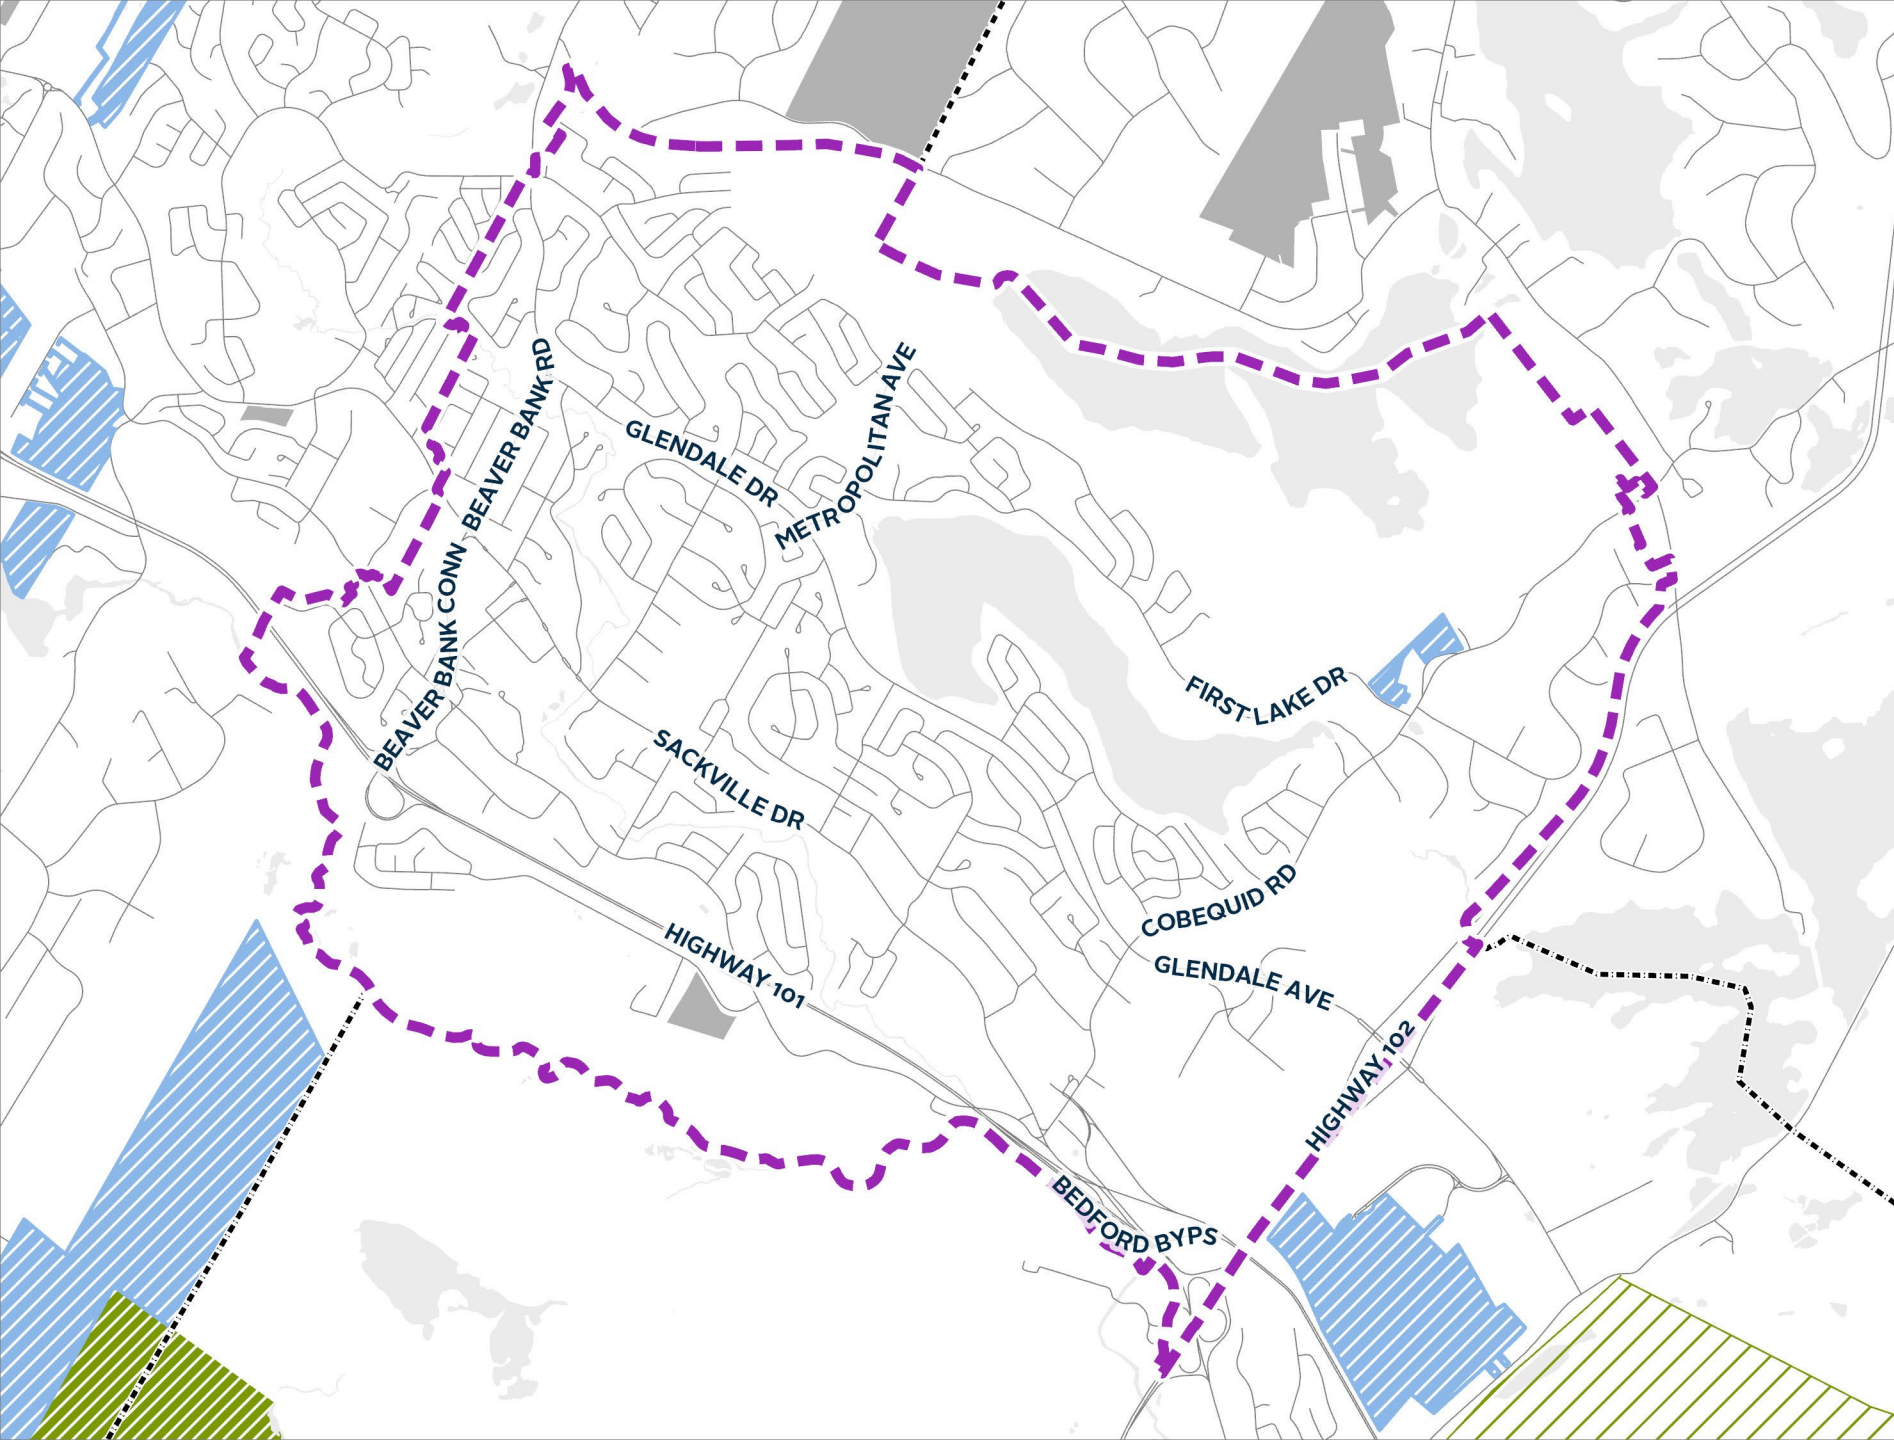 BEAVER BANK RD
GLENDALE DR
METROPOLITAN AVE
BEAVER BANK CONN
FIRST LAKE DR
SACKVILLE DR
COBEQUID RD
HIGHWAY 101
GLENDALE AVE
HIGHWAY 102
BEDFORD BYPS